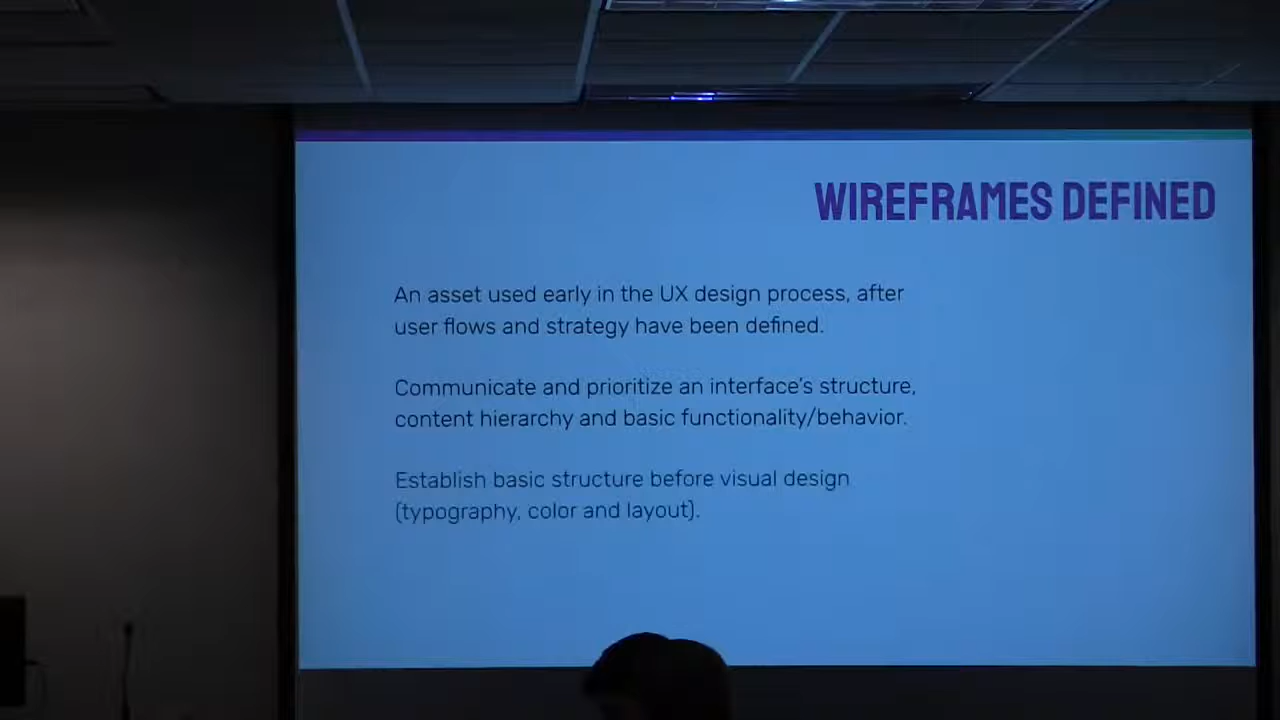 WIREFRAMES DEFINED
An asset used early in the UX design process, after
user flows and strategy have been defined.
Communicate and prioritize an interface's structure,
content hierarchy and basic functionality/behavior.
Establish basic structure before visual design
(typography, color and layout).